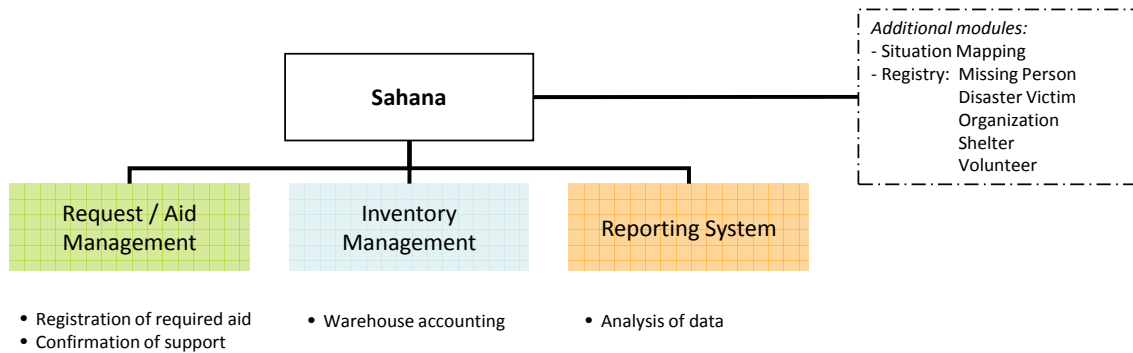 Sahana
Additional modules:
- Situation Mapping
- Registry: Missing Person
Disaster Victim
Organization
Shelter
Volunteer
Request / Aid
Management
Inventory
Management
Reporting System
• Registration of required aid
• Confirmation of support
• Warehouse accounting
• Analysis of data